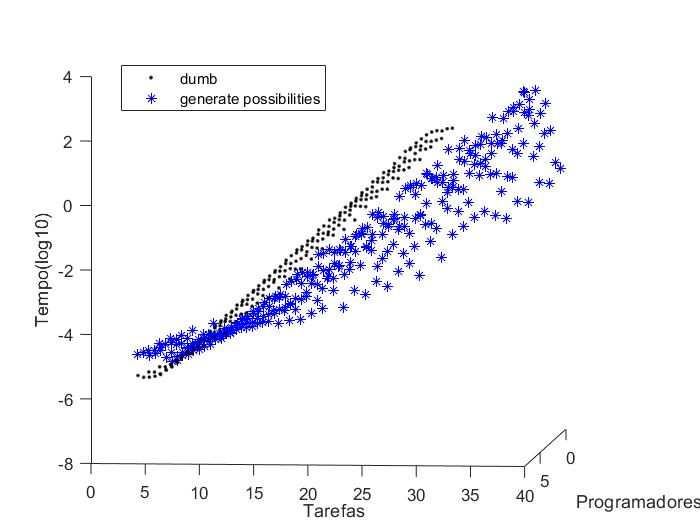 dumb
generate possibilities
4
2
0
-2
-4
-6
-8
Tempo(log10)
0 5 10 15 20 25 30 35 40
Tarefas
0
5
Programadores